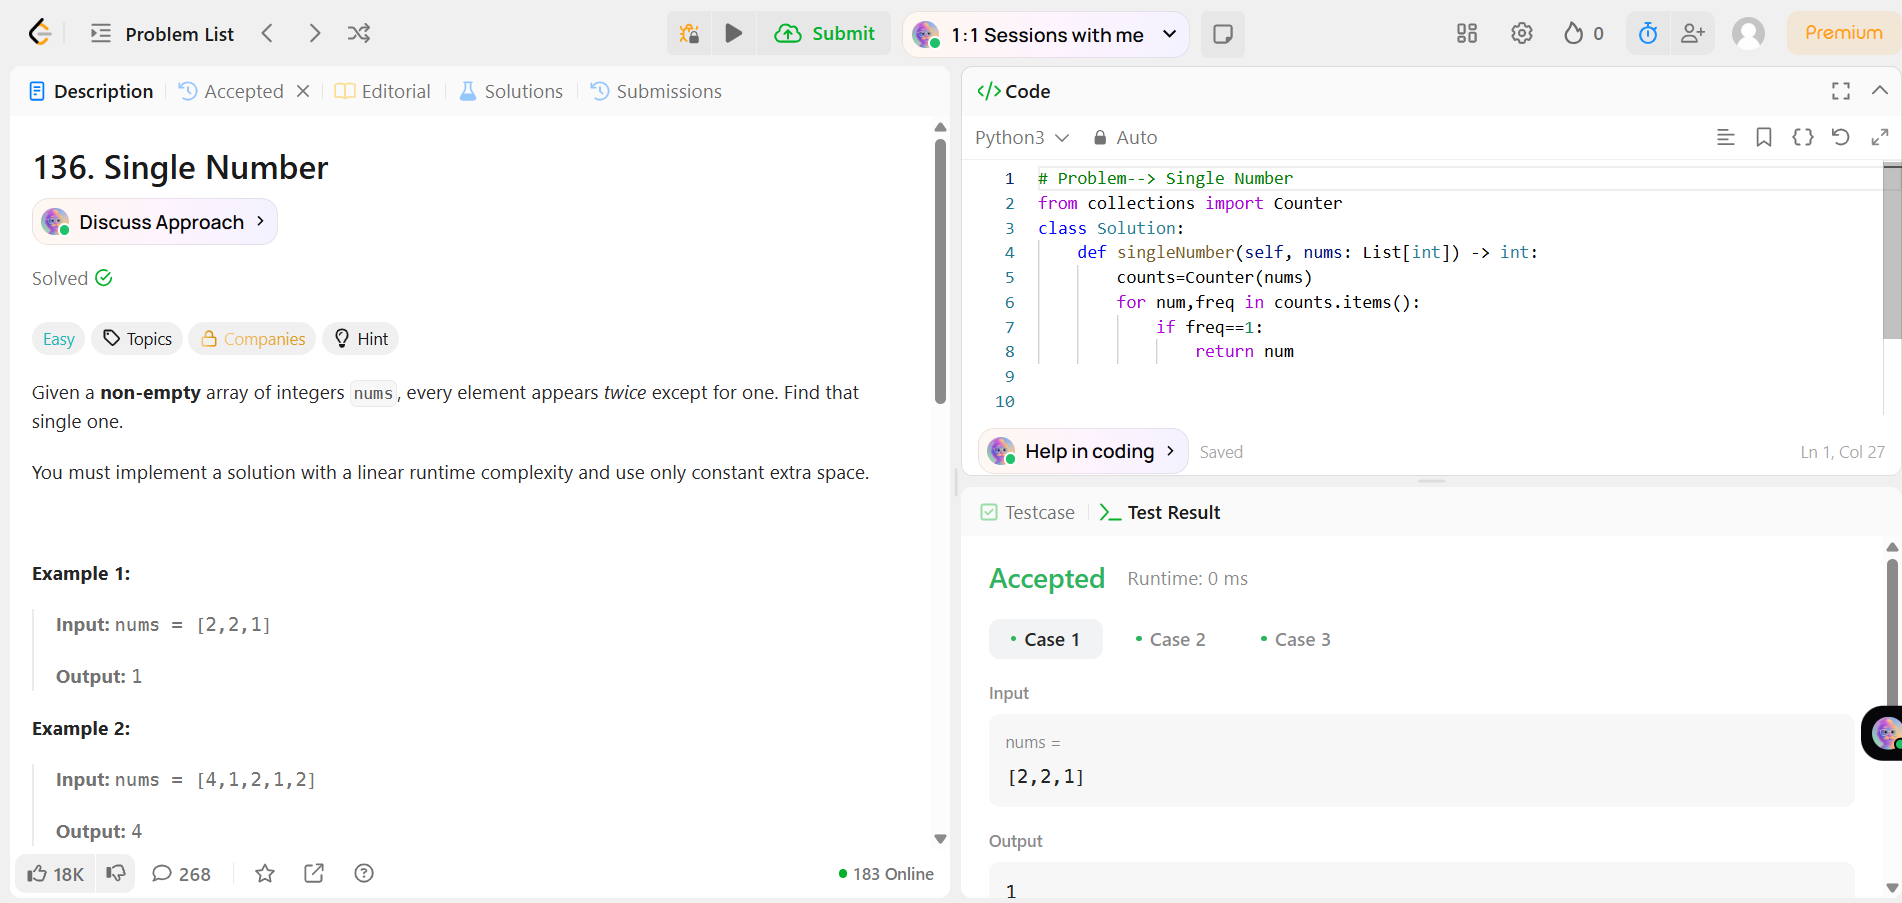 Problem List
Submit
1:1 Sessions with me
0
Premium
Description
Accepted
Editorial
Solutions
Submissions
136. Single Number
Discuss Approach
Solved
Easy
Topics
Companies
Hint
Given a non-empty array of integers nums, every element appears twice except for one. Find that
single one.
You must implement a solution with a linear runtime complexity and use only constant extra space.
Example 1:
Input: nums = [2,2,1]
Output: 1
Example 2:
Input: nums = [4,1,2,1,2]
Output: 4
18K
268
183 Online
</> Code
Python3
Auto
1 # Problem--> Single Number
2 from collections import Counter
3 class Solution:
4 def singleNumber(self, nums: List[int]) -> int:
5 counts=Counter(nums)
6 for num,freq in counts.items():
7 if freq==1:
8 return num
9
10
Help in coding
Saved
Ln 1, Col 27
Testcase
Test Result
Accepted
Runtime: 0 ms
Case 1
Case 2
Case 3
Input
nums =
[2,2,1]
Output
1